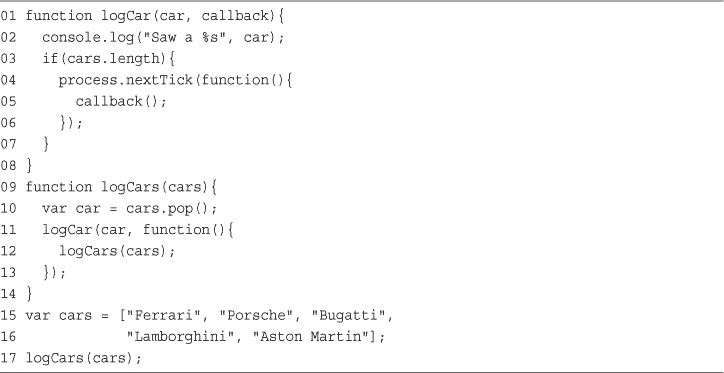 01 function logCar(car, callback){
02   console.log("Saw a %s", car);
03   if(cars.length){
04     process.nextTick(function(){
05       callback();
06     });
07   }
08 }
09 function logCars(cars){
10   var car = cars.pop();
11   logCar(car, function(){
12     logCars(cars);
13   });
14 }
15 var cars = ["Ferrari", "Porsche", "Bugatti",
16             "Lamborghini", "Aston Martin"];
17 logCars(cars);